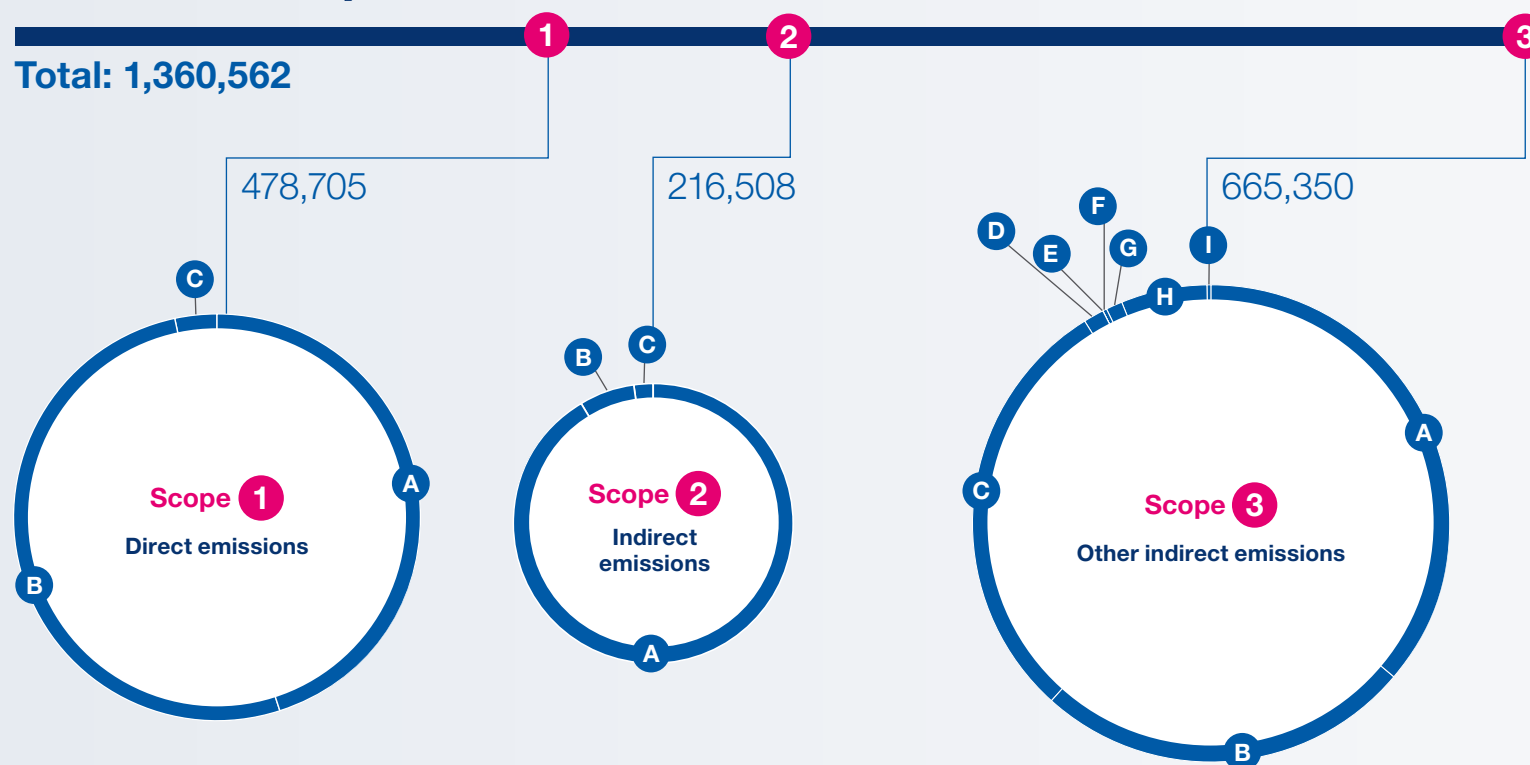 1
2
3
Total: 1,360,562
478,705
216,508
665,350
C
A
B
Scope 1
Direct emissions
B
C
A
Scope 2
Indirect
emissions
D
E
F
G
H
I
A
B
C
Scope 3
Other indirect emissions